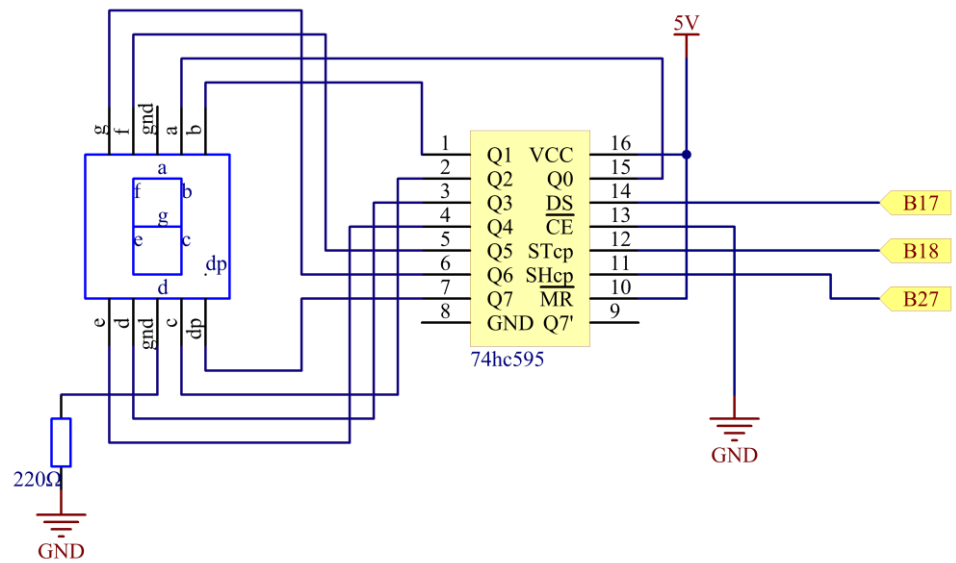 5V
g
f
gnd
a
b
a
f
b
g
e
c
dp
d
e
d
gnd
c
dp
1
2
3
4
5
6
7
8
Q1 VCC
Q2 Q0
Q3 DS
Q4 CE
Q5 STcp
Q6 SHcp
Q7 MR
GND Q7'
16
15
14
13
12
11
10
9
74hc595
B17
B18
B27
GND
220Ω
GND